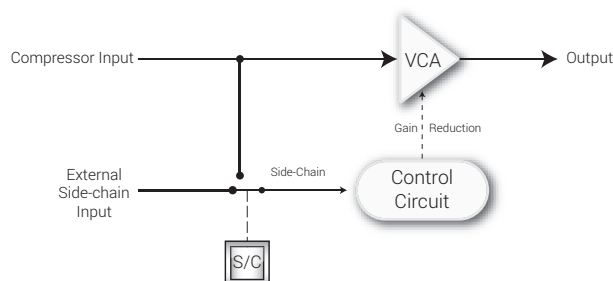 Compressor Input
VCA
Output
Gain Reduction
External
Side-chain
Input
Side-Chain
Control
Circuit
S/C